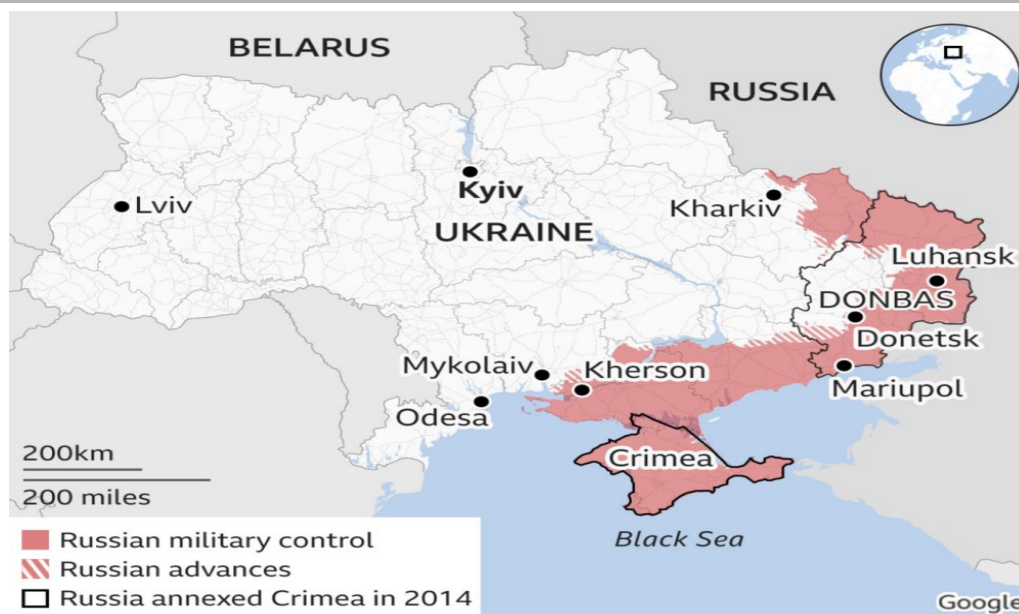 BELARUS
RUSSIA
Kyiv
Lviv
Kharkiv
UKRAINE
Luhansk
DONBAS
Donetsk
Mykolaiv
Kherson
Mariupol
Odesa
Crimea
200km
200 miles
Black Sea
Russian military control
Russian advances
Russia annexed Crimea in 2014
Google